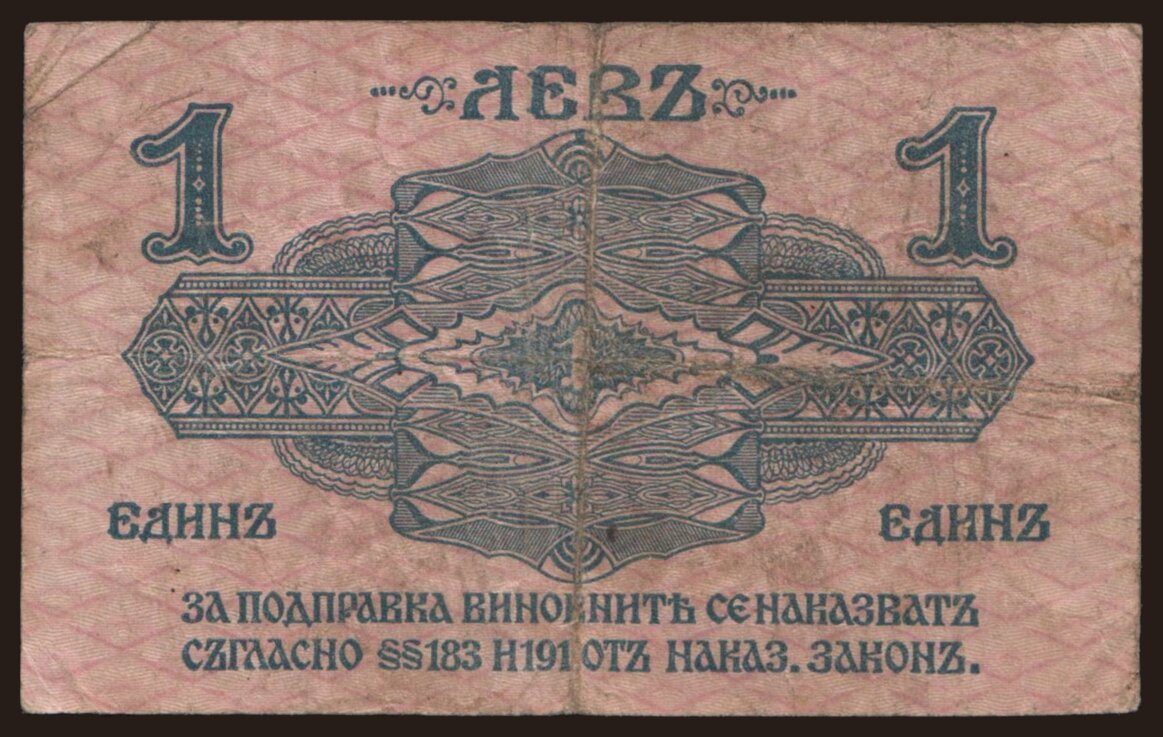 ЛЕВЪ
1 1
ЕДИНЪ ЕДИНЪ
ЗА ПОДПРАВКА ВИНОВНИТѢ СЕ НАКАЗВАТЪ
СЪГЛАСНО §§183 И 191 ОТЪ НАКАЗ. ЗАКОНЪ.